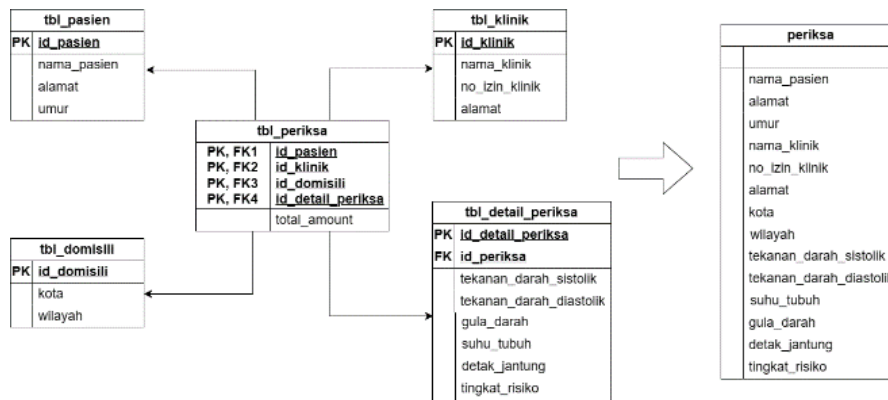 tbl_pasien
PK id_pasien
nama_pasien
alamat
umur
tbl_klinik
PK id_klinik
nama_klinik
no_izin_klinik
alamat
tbl_periksa
PK, FK1 id_pasien
PK, FK2 id_klinik
PK, FK3 id_domisili
PK, FK4 id_detail_periksa
total_amount
tbl_domisili
PK id_domisili
kota
wilayah
tbl_detail_periksa
PK id_detail_periksa
FK id_periksa
tekanan_darah_sistolik
tekanan_darah_diastolik
gula_darah
suhu_tubuh
detak_jantung
tingkat_risiko
periksa
nama_pasien
alamat
umur
nama_klinik
no_izin_klinik
alamat
kota
wilayah
tekanan_darah_sistolik
tekanan_darah_diastolik
suhu_tubuh
gula_darah
detak_jantung
tingkat_risiko